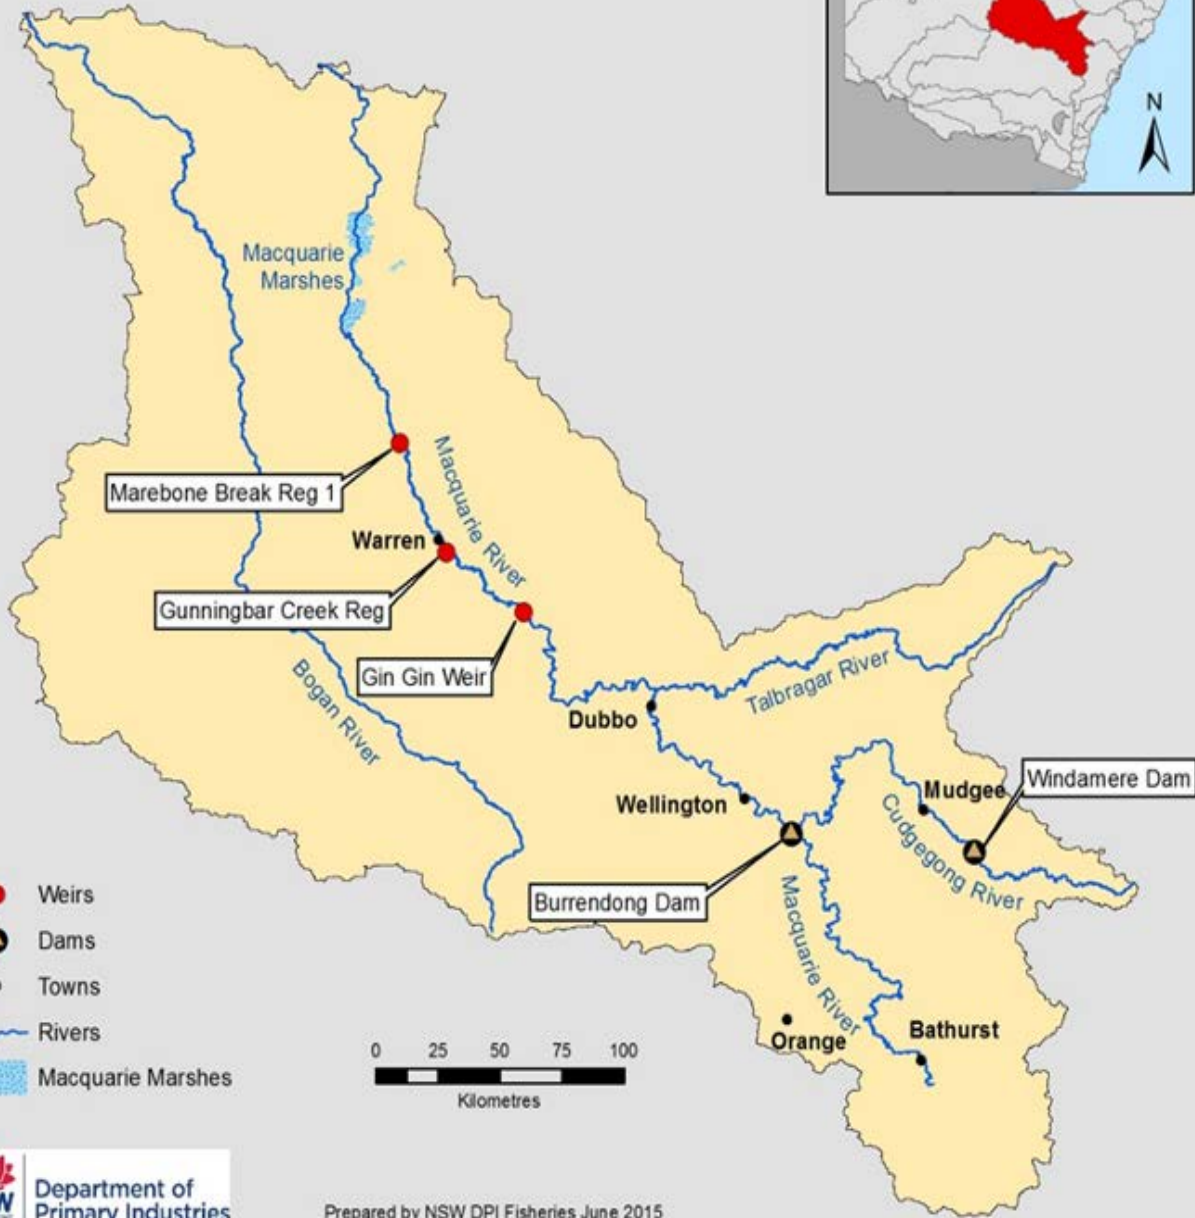 N
Macquarie
Marshes
Marebone Break Reg 1
Macquarie River
Warren
Gunningbar Creek Reg
Gin Gin Weir
Bogan River
Talbragar River
Dubbo
Windamere Dam
Mudgee
Wellington
Cudgegong River
Burrendong Dam
Macquarie River
Weirs
Dams
Towns
Rivers
Macquarie Marshes
Orange
Bathurst
0 25 50 75 100
Kilometres
Department of
Primary Industries
Prepared by NSW DPI Fisheries June 2015